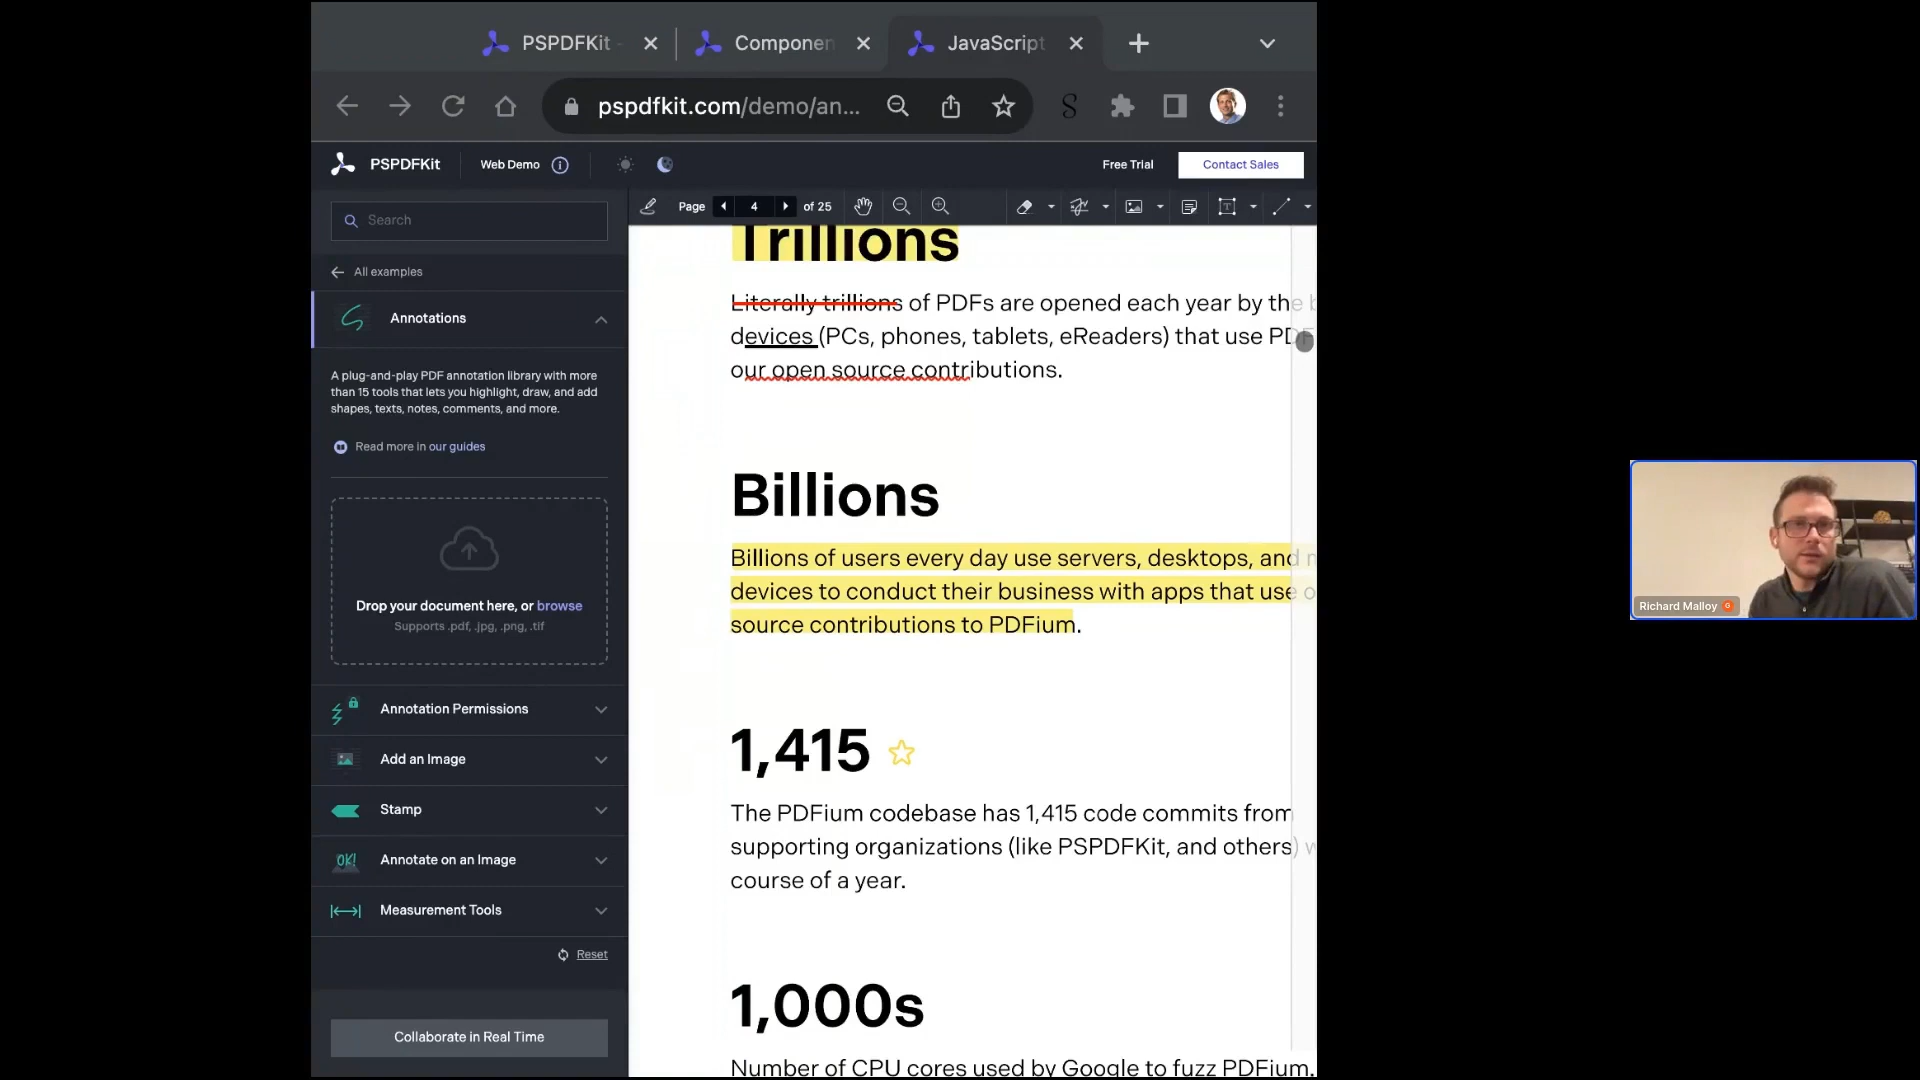 PSPDFKit -
Componen
JavaScript
pspdfkit.com/demo/an...
PSPDFKit
Web Demo
Free Trial
Contact Sales
Search
Page
4
of 25
T
All examples
Annotations
A plug-and-play PDF annotation library with more
than 15 tools that lets you highlight, draw, and add
shapes, texts, notes, comments, and more.
Read more in our guides
Drop your document here, or browse
Supports .pdf, .jpg, .png, .tif
Annotation Permissions
Add an Image
Stamp
OK!
Annotate on an Image
Measurement Tools
Reset
Collaborate in Real Time
Trillions
Literally trillions of PDFs are opened each year by the b
devices (PCs, phones, tablets, eReaders) that use PDF
our open source contributions.
Billions
Billions of users every day use servers, desktops, and m
devices to conduct their business with apps that use o
source contributions to PDFium.
1,415
The PDFium codebase has 1,415 code commits from
supporting organizations (like PSPDFKit, and others) w
course of a year.
1,000s
Number of CPU cores used by Google to fuzz PDFium.
Richard Malloy